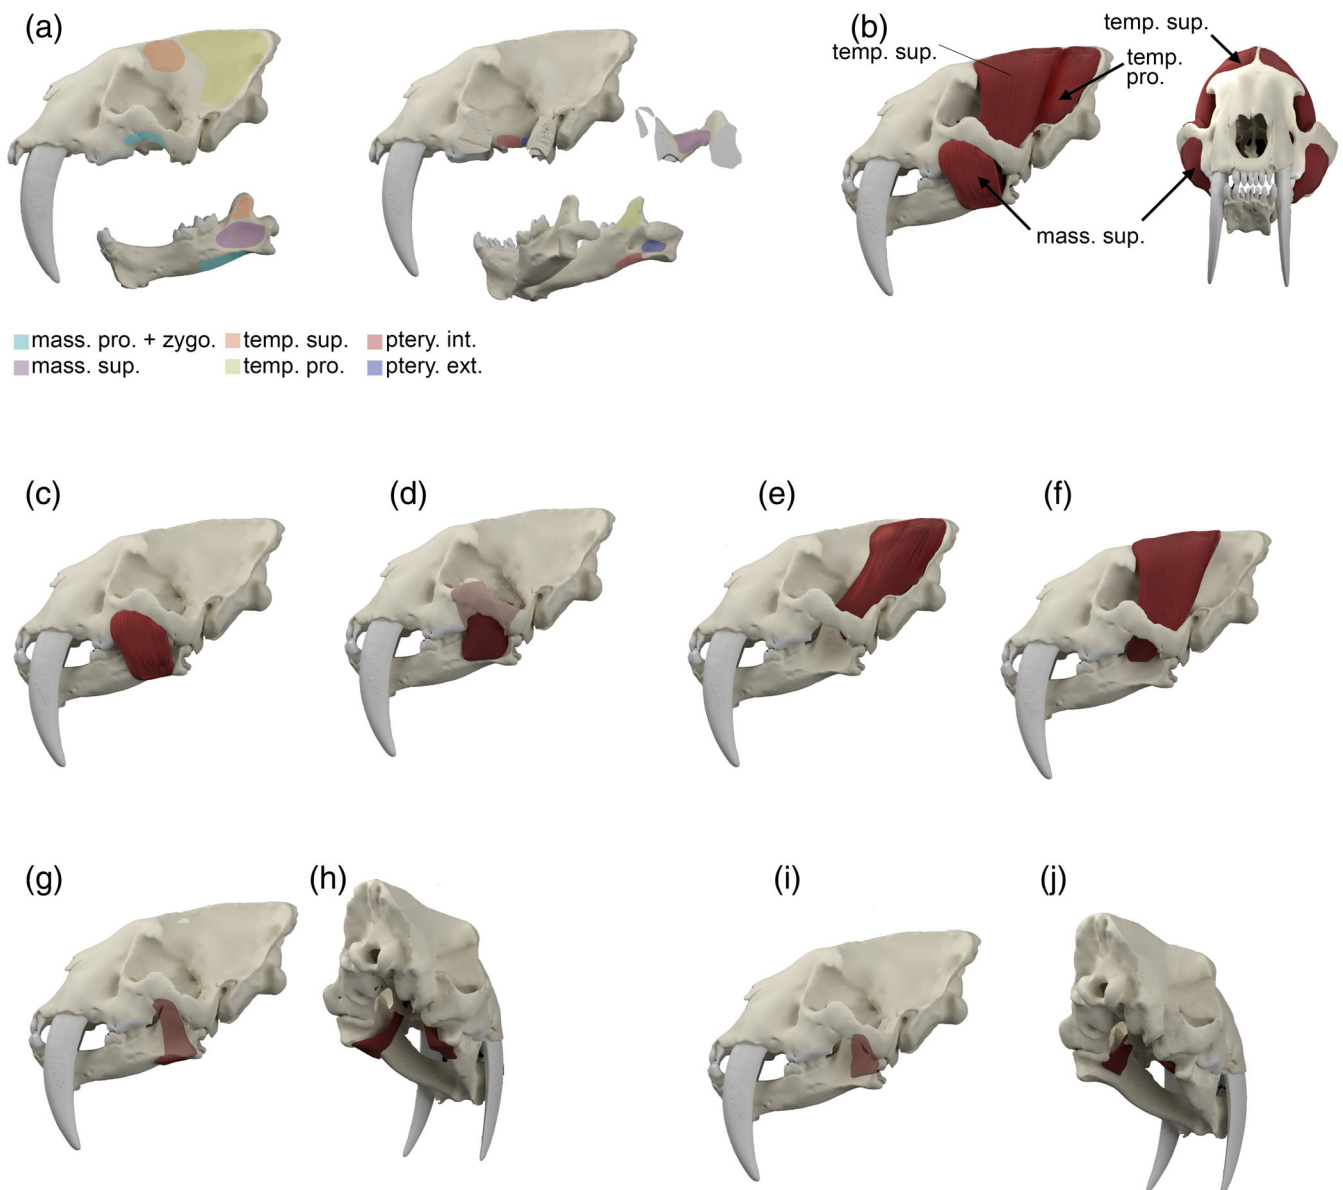 (a)
(b)
temp. sup.
temp. sup.
temp.
pro.
mass. sup.
mass. pro. + zygo.
temp. sup.
ptery. int.
mass. sup.
temp. pro.
ptery. ext.
(c)
(d)
(e)
(f)
(g)
(h)
(i)
(j)